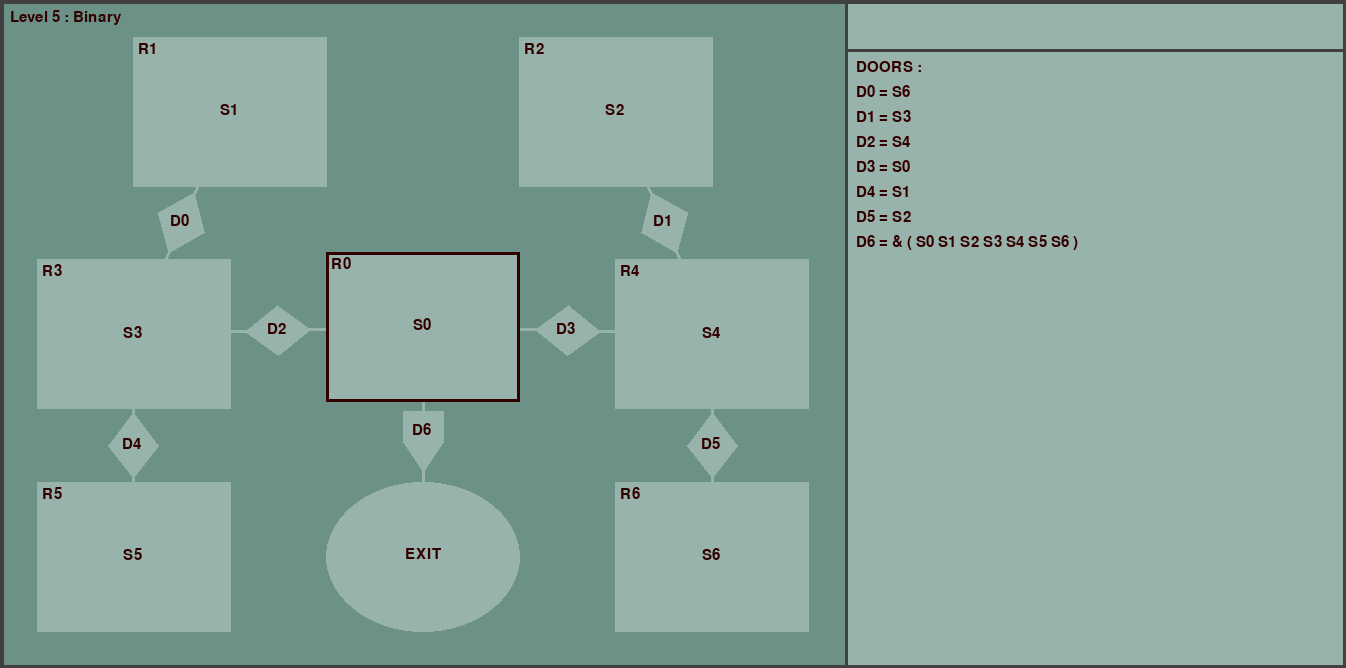 Level 5 : Binary
R1
S1
R2
S2
D0
D1
R3
S3
D2
R0
S0
D3
R4
S4
D4
D6
D5
R5
S5
EXIT
R6
S6
DOORS :
D0 = S6
D1 = S3
D2 = S4
D3 = S0
D4 = S1
D5 = S2
D6 = & ( S0 S1 S2 S3 S4 S5 S6 )